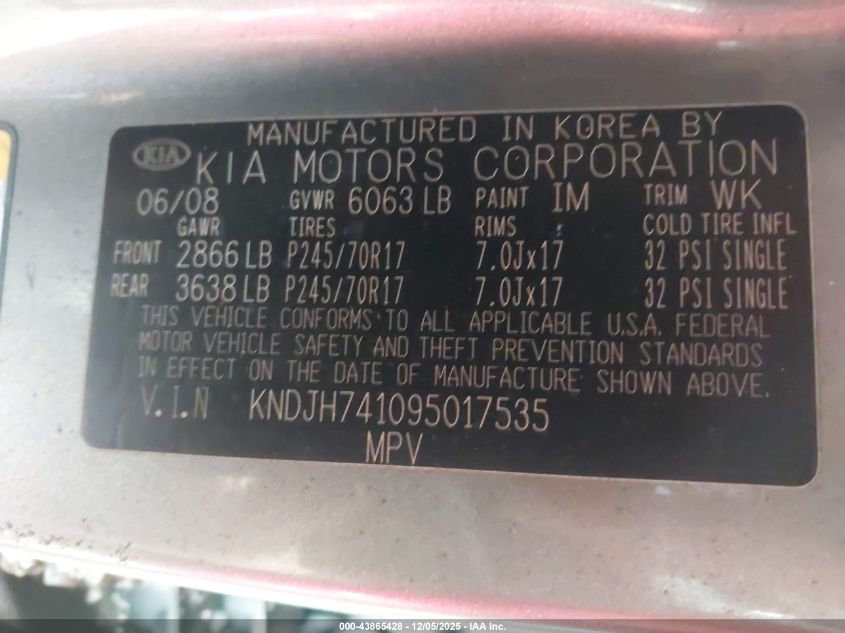 MANUFACTURED IN KOREA BY
KIA KIA MOTORS CORPORATION
06/08 GVWR 6063 LB PAINT IM TRIM WK
GAWR TIRES RIMS COLD TIRE INFL
FRONT 2866 LB P245/70R17 7.0Jx17 32 PSI SINGLE
REAR 3638 LB P245/70R17 7.0Jx17 32 PSI SINGLE
THIS VEHICLE CONFORMS TO ALL APPLICABLE U.S.A. FEDERAL
MOTOR VEHICLE SAFETY AND THEFT PREVENTION STANDARDS
IN EFFECT ON THE DATE OF MANUFACTURE SHOWN ABOVE.
V.I.N KNDJH741095017535
MPV
000-43865428 - 12/05/2025 - IAA Inc.